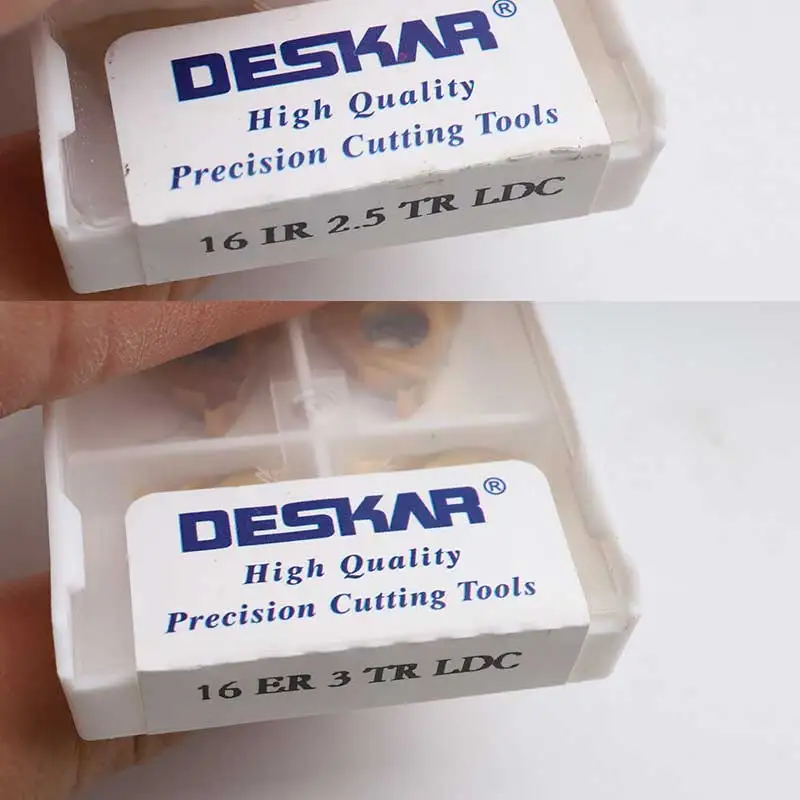 DESKAR®
High Quality
Precision Cutting Tools
16 IR 2.5 TR LDC
DESKAR®
High Quality
Precision Cutting Tools
16 ER 3 TR LDC